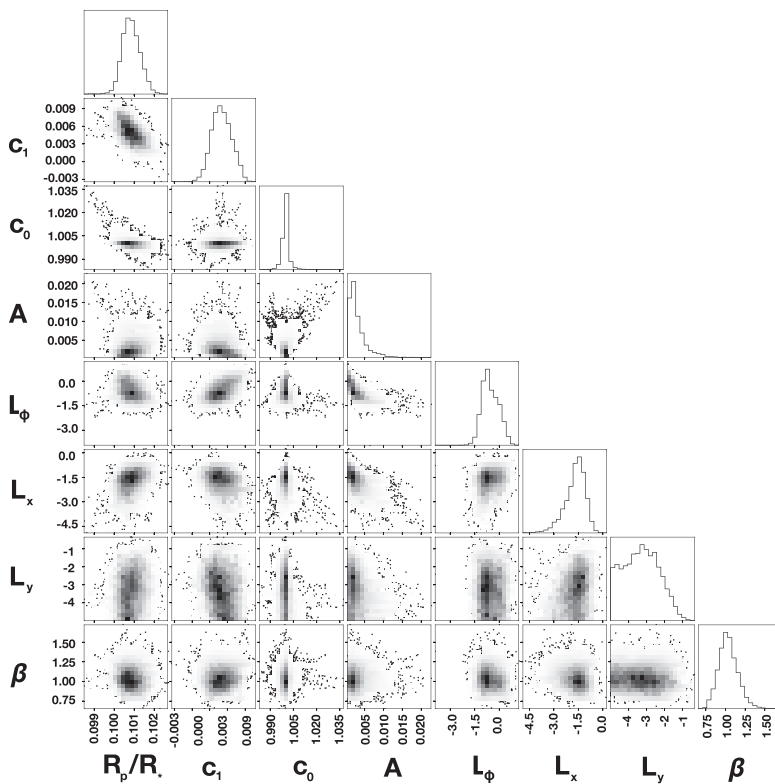 0.009
0.006
0.003
0.000
-0.003
c₁
1.035
1.020
1.005
0.990
c₀
0.020
0.015
0.010
0.005
A
0.0
-1.5
-3.0
L_ϕ
0.0
-1.5
-3.0
-4.5
L_x
-1
-2
-3
-4
L_y
1.50
1.25
1.00
0.75
β
0.099 0.100 0.101 0.102
-0.003 0.000 0.003 0.009
0.990 1.005 1.020 1.035
0.005 0.010 0.015 0.020
-3.0 -1.5 0.0
-4.5 -3.0 -1.5 0.0
-4 -3 -2 -1
0.75 1.00 1.25 1.50
R_p/R_* c₁ c₀ A L_ϕ L_x L_y β